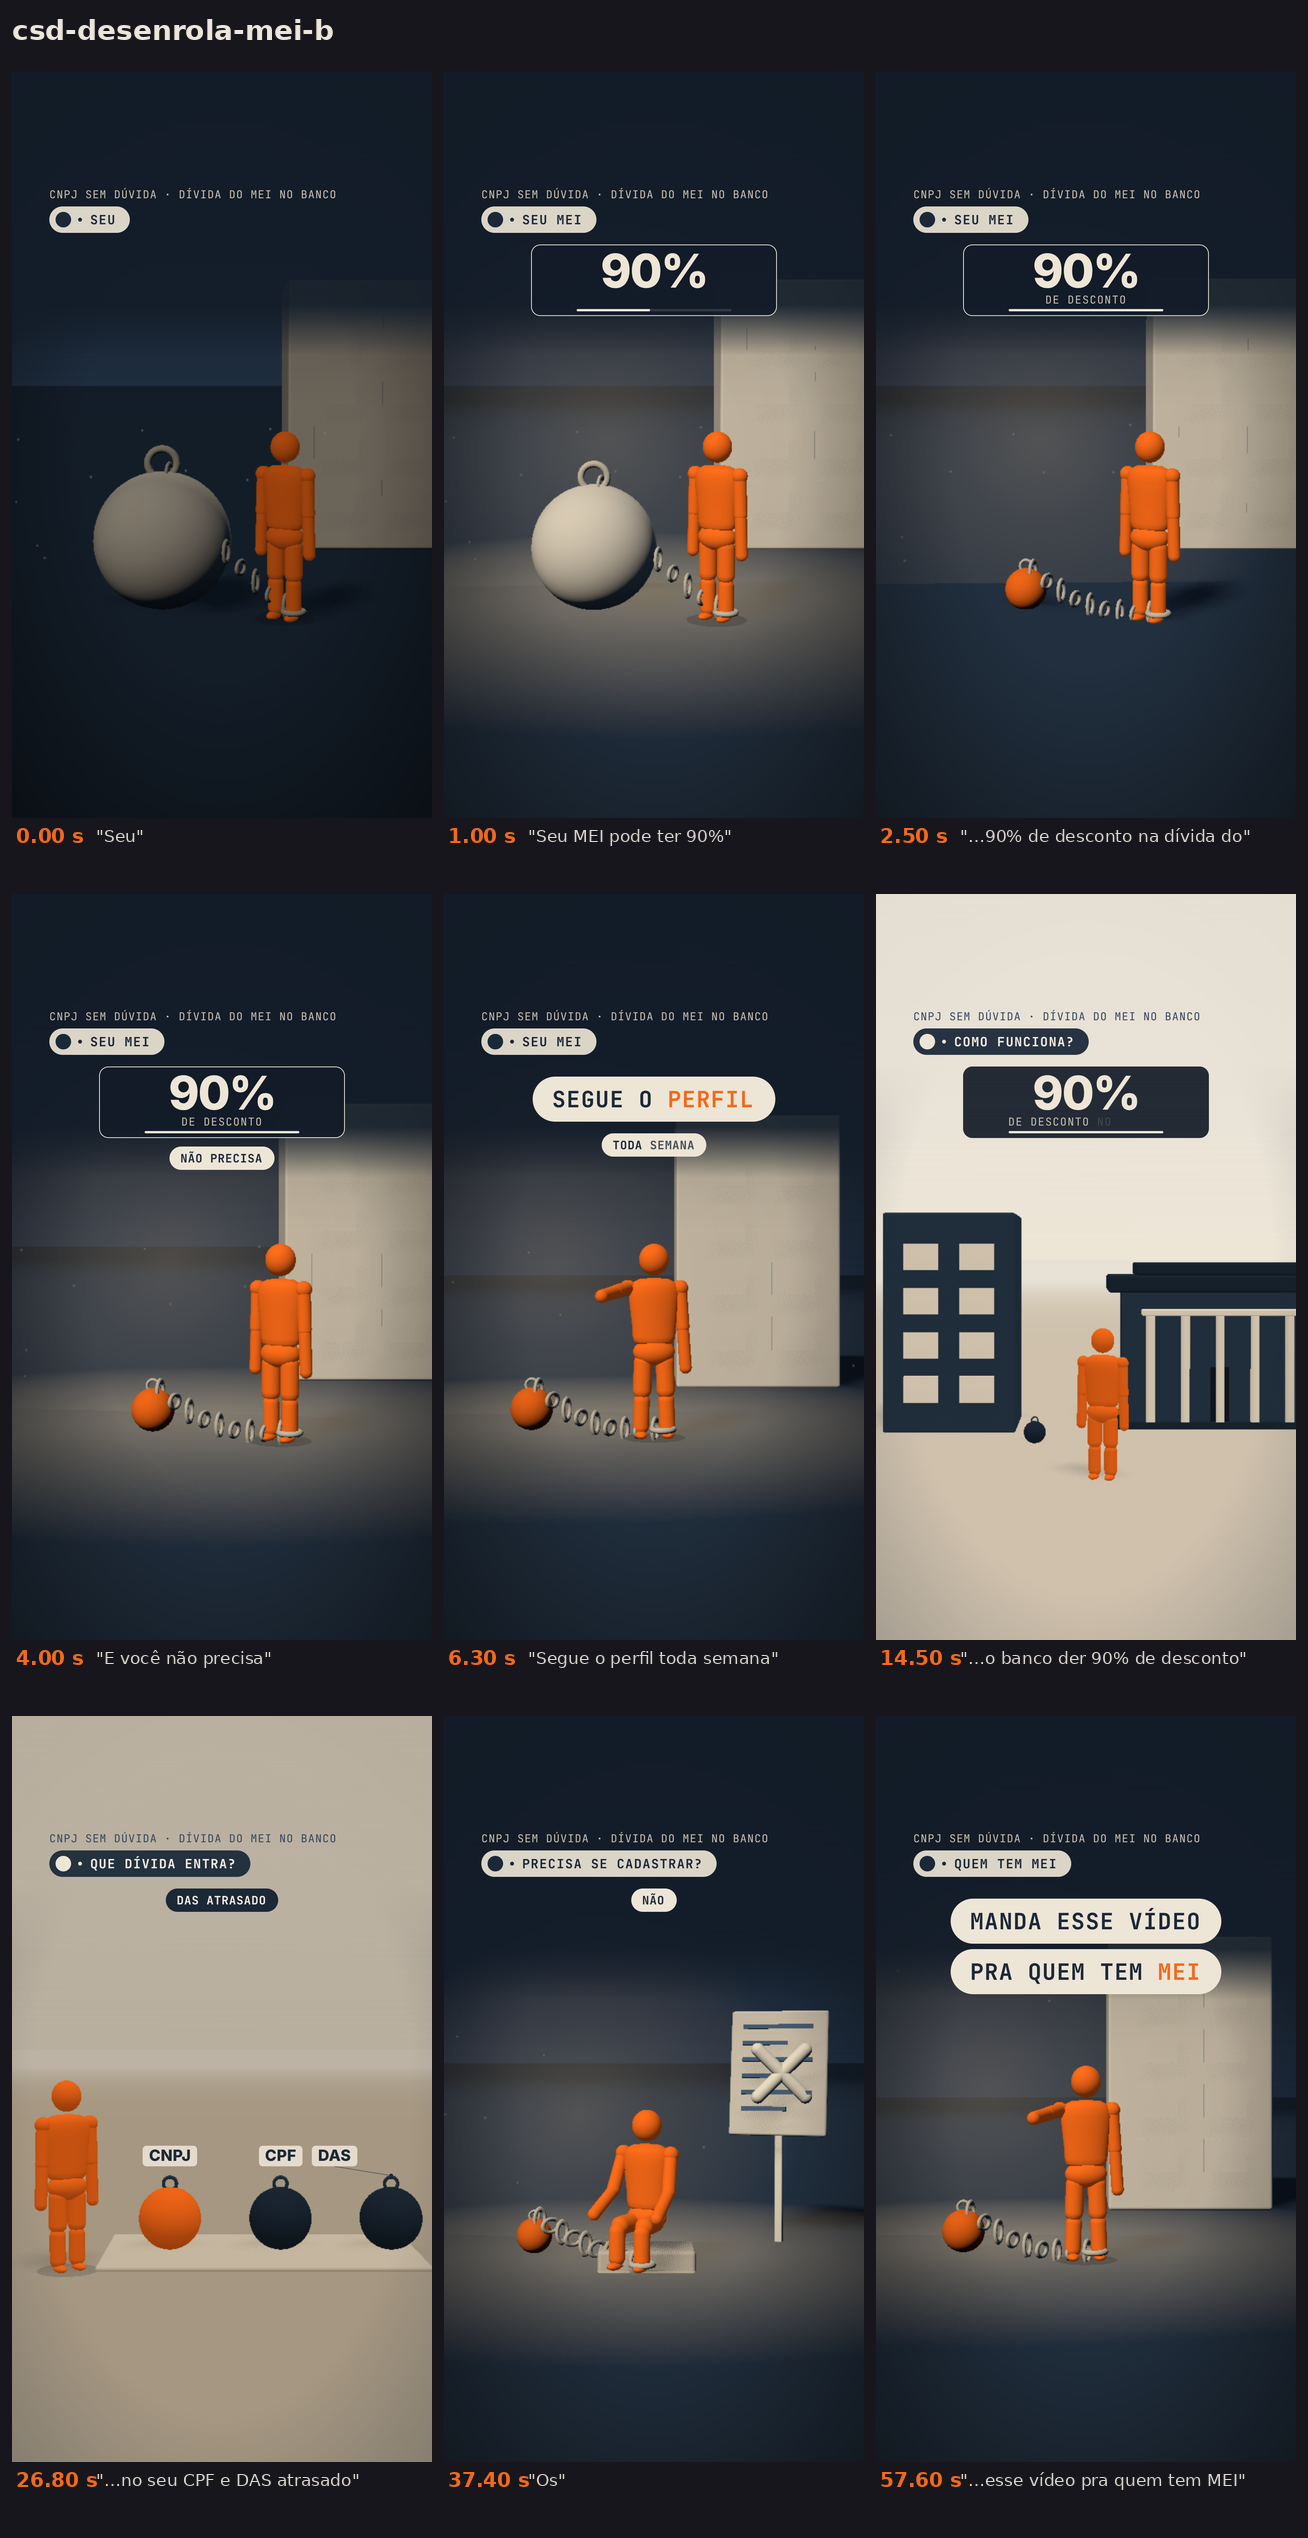 csd-desenrola-mei-b
CNPJ SEM DÚVIDA · DÍVIDA DO MEI NO BANCO
• SEU
0.00 s "Seu"
CNPJ SEM DÚVIDA · DÍVIDA DO MEI NO BANCO
• SEU MEI
90%
1.00 s "Seu MEI pode ter 90%"
CNPJ SEM DÚVIDA · DÍVIDA DO MEI NO BANCO
• SEU MEI
90%
DE DESCONTO
2.50 s "...90% de desconto na dívida do"
CNPJ SEM DÚVIDA · DÍVIDA DO MEI NO BANCO
• SEU MEI
90%
DE DESCONTO
NÃO PRECISA
4.00 s "E você não precisa"
CNPJ SEM DÚVIDA · DÍVIDA DO MEI NO BANCO
• SEU MEI
SEGUE O PERFIL
TODA SEMANA
6.30 s "Segue o perfil toda semana"
CNPJ SEM DÚVIDA · DÍVIDA DO MEI NO BANCO
• COMO FUNCIONA?
90%
DE DESCONTO NO
14.50 s "...o banco der 90% de desconto"
CNPJ SEM DÚVIDA · DÍVIDA DO MEI NO BANCO
• QUE DÍVIDA ENTRA?
DAS ATRASADO
CNPJ
CPF
DAS
26.80 s "...no seu CPF e DAS atrasado"
CNPJ SEM DÚVIDA · DÍVIDA DO MEI NO BANCO
• PRECISA SE CADASTRAR?
NÃO
37.40 s "Os"
CNPJ SEM DÚVIDA · DÍVIDA DO MEI NO BANCO
• QUEM TEM MEI
MANDA ESSE VÍDEO
PRA QUEM TEM MEI
57.60 s "...esse vídeo pra quem tem MEI"